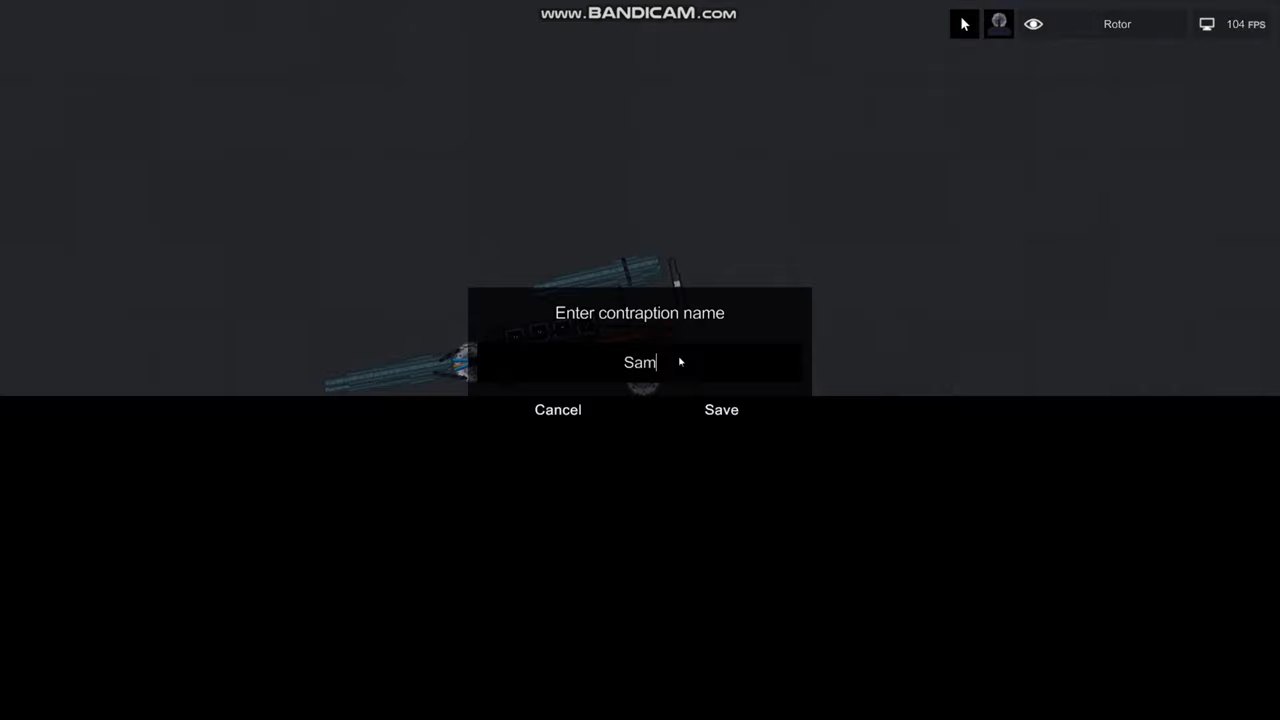 www.BANDICAM.com
Rotor
104 FPS
Enter contraption name
Sam
Cancel
Save